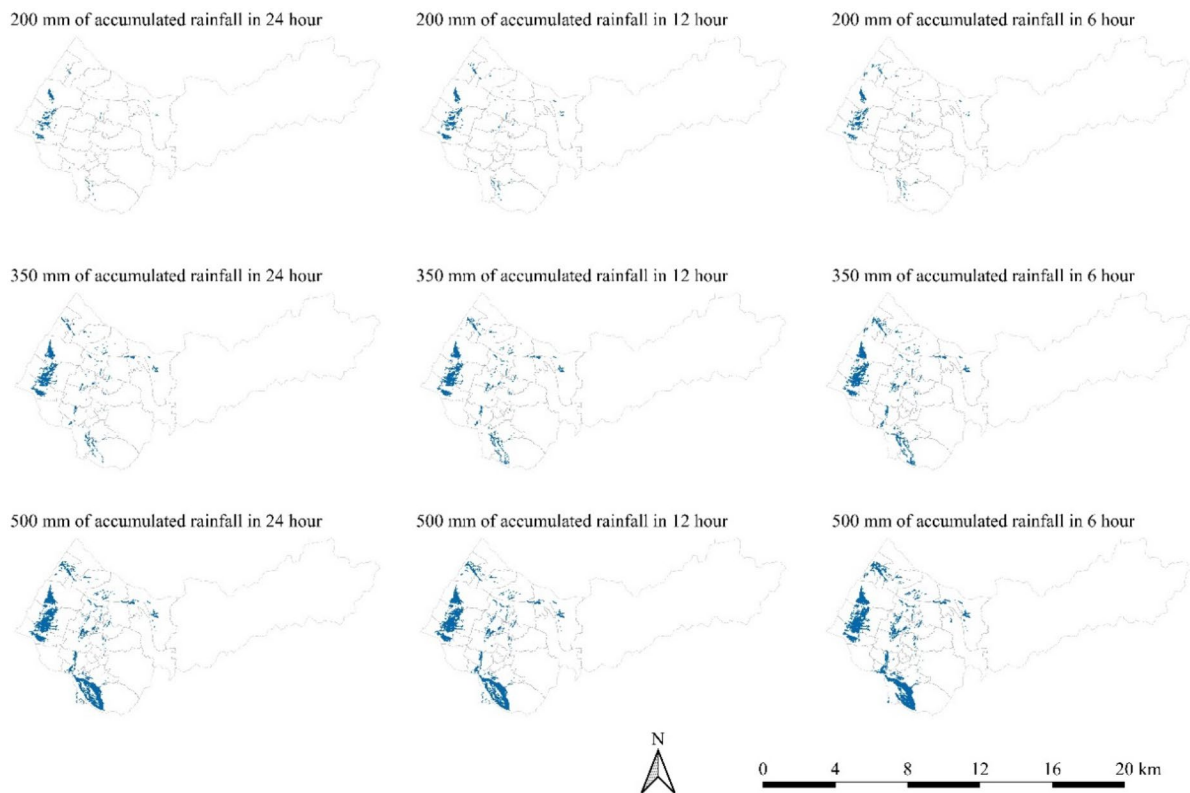 200 mm of accumulated rainfall in 24 hour
200 mm of accumulated rainfall in 12 hour
200 mm of accumulated rainfall in 6 hour
350 mm of accumulated rainfall in 24 hour
350 mm of accumulated rainfall in 12 hour
350 mm of accumulated rainfall in 6 hour
500 mm of accumulated rainfall in 24 hour
500 mm of accumulated rainfall in 12 hour
500 mm of accumulated rainfall in 6 hour
N
0 4 8 12 16 20 km